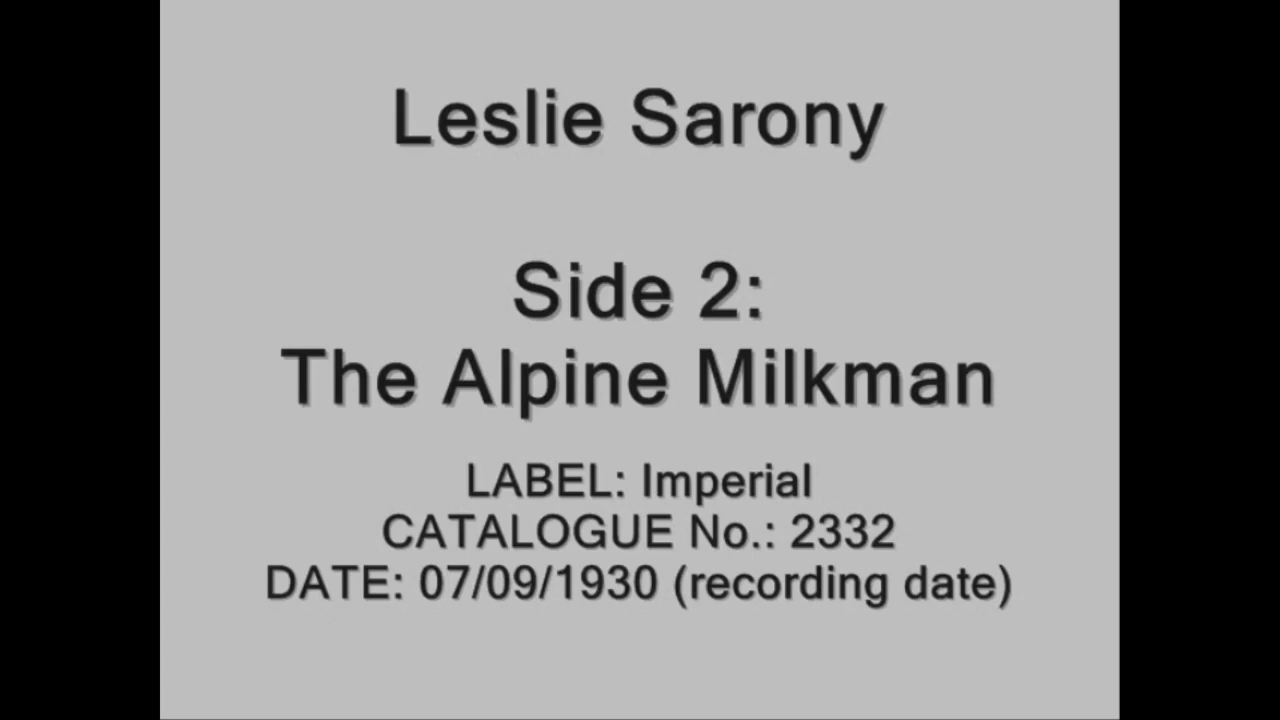 Leslie Sarony
Side 2:
The Alpine Milkman
LABEL: Imperial
CATALOGUE No.: 2332
DATE: 07/09/1930 (recording date)